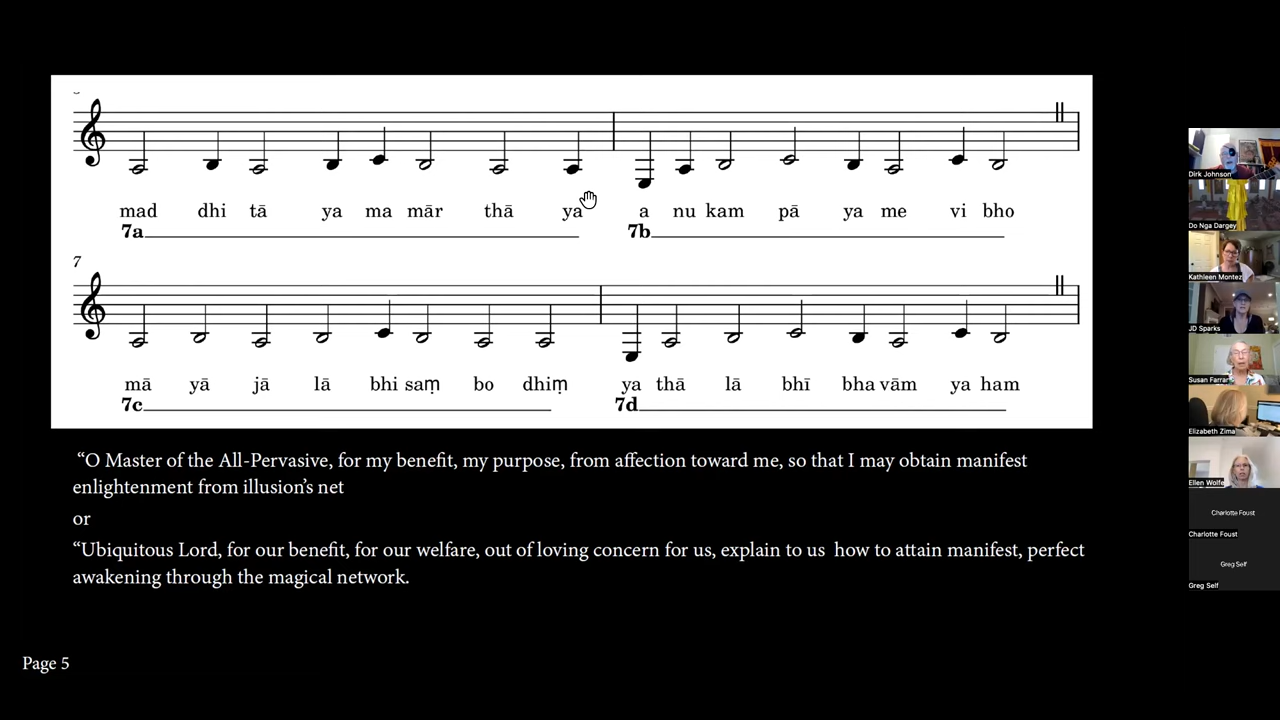 mad dhi tā ya ma mār thā ya a nu kam pā ya me vi bho
7a 7b
7
mā yā jā lā bhi saṃ bo dhiṃ ya thā lā bhī bha vām ya ham
7c 7d
“O Master of the All-Pervasive, for my benefit, my purpose, from affection toward me, so that I may obtain manifest
enlightenment from illusion’s net
or
“Ubiquitous Lord, for our benefit, for our welfare, out of loving concern for us, explain to us how to attain manifest, perfect
awakening through the magical network.
Page 5
Dirk Johnson
Do Nga Dargey
Kathleen Montez
JD Sparks
Susan Farrar
Elizabeth Zima
Ellen Wolfe
Charlotte Foust
Charlotte Foust
Greg Self
Greg Self